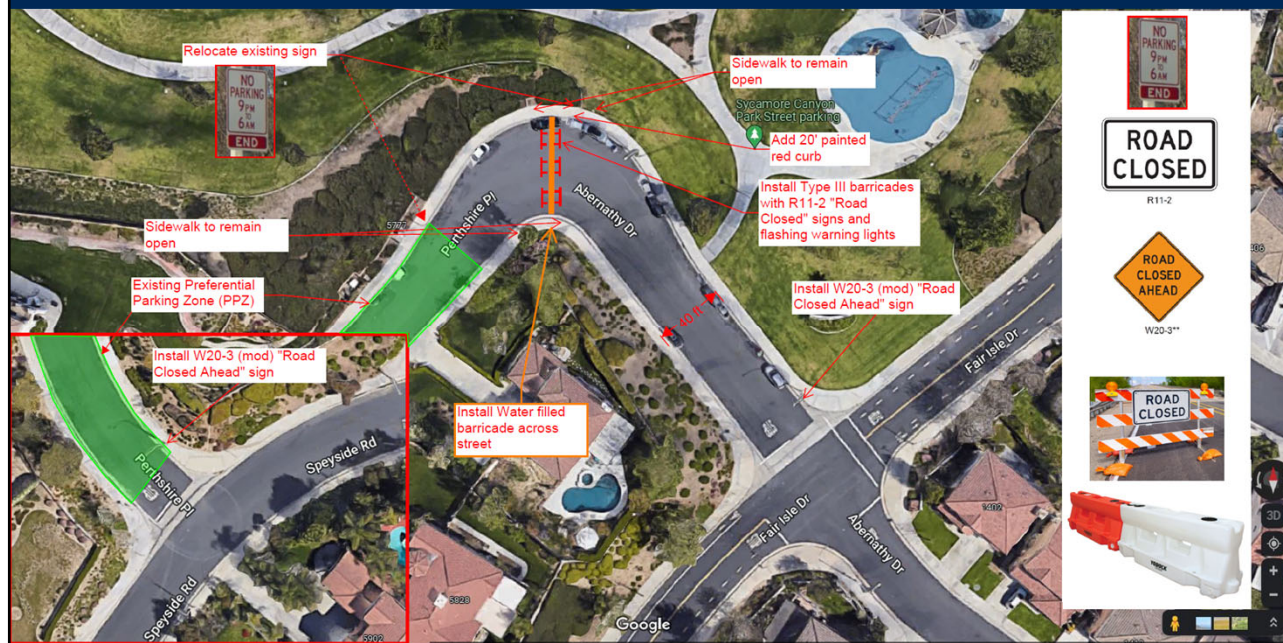 Relocate existing sign
NO
PARKING
9PM
TO
6AM
END
Sidewalk to remain
open
Sycamore Canyon
Park Street parking
Add 20' painted
red curb
Install Type III barricades
with R11-2 "Road
Closed" signs and
flashing warning lights
Abernathy Dr
Perthshire Pl
Sidewalk to remain
open
Existing Preferential
Parking Zone (PPZ)
Install W20-3 (mod) "Road
Closed Ahead" sign
40 ft
Install W20-3 (mod) "Road
Closed Ahead" sign
Fair Isle Dr
Install Water filled
barricade across
street
Speyside Rd
Perthshire Pl
Speyside Rd
5902
5828
Fair Isle Dr
Abernathy Dr
1402
Google
NO
PARKING
9PM
TO
6AM
END
ROAD
CLOSED
R11-2
ROAD
CLOSED
AHEAD
W20-3**
ROAD
CLOSED
3D